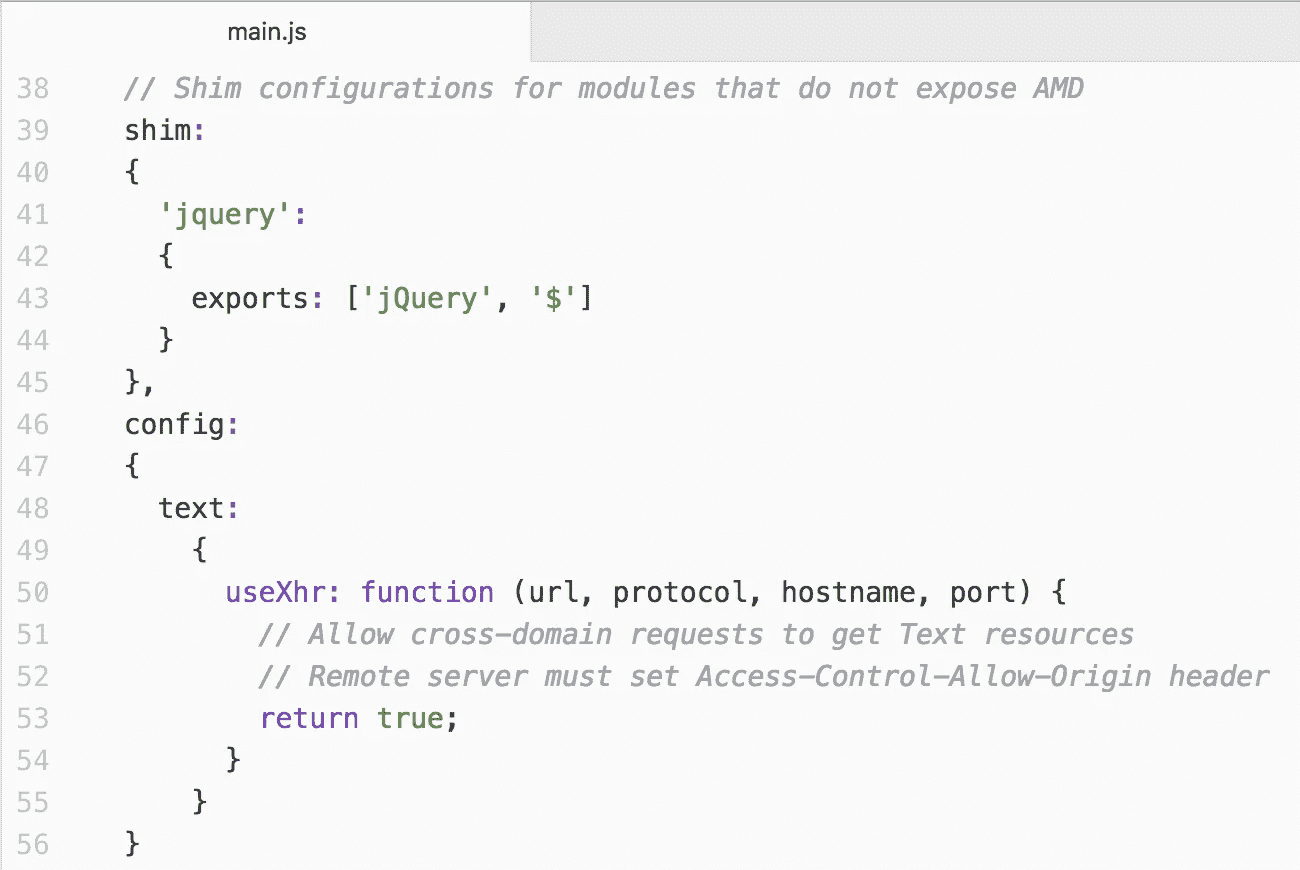 main.js
38 // Shim configurations for modules that do not expose AMD
39 shim:
40 {
41 'jquery':
42 {
43 exports: ['jQuery', '$']
44 }
45 },
46 config:
47 {
48 text:
49 {
50 useXhr: function (url, protocol, hostname, port) {
51 // Allow cross-domain requests to get Text resources
52 // Remote server must set Access-Control-Allow-Origin header
53 return true;
54 }
55 }
56 }